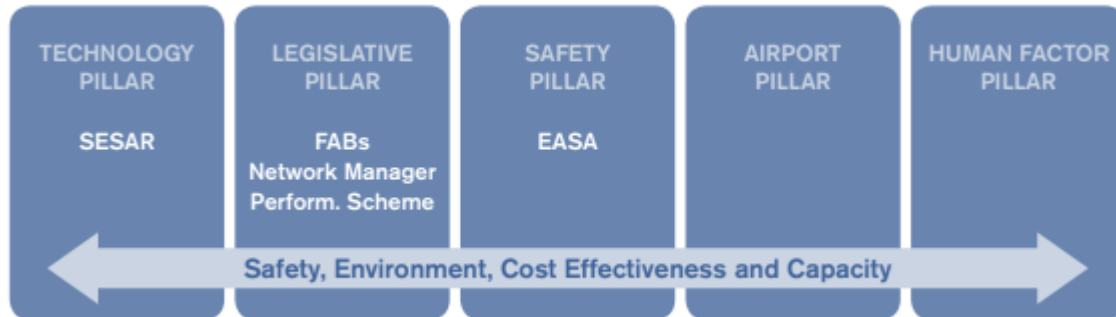 TECHNOLOGY
PILLAR
SESAR
LEGISLATIVE
PILLAR
FABs
Network Manager
Perform. Scheme
SAFETY
PILLAR
EASA
AIRPORT
PILLAR
HUMAN FACTOR
PILLAR
Safety, Environment, Cost Effectiveness and Capacity